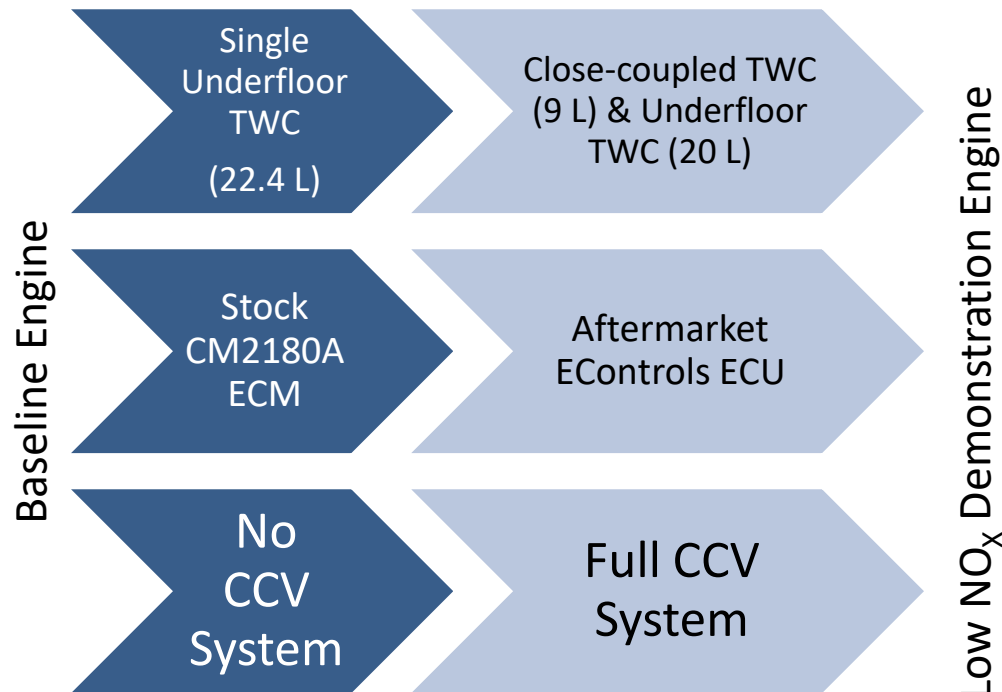 Baseline Engine
Single
Underfloor
TWC
(22.4 L)
Close-coupled TWC
(9 L) & Underfloor
TWC (20 L)
Stock
CM2180A
ECM
Aftermarket
EControls ECU
No
CCV
System
Full CCV
System
Low NOX Demonstration Engine